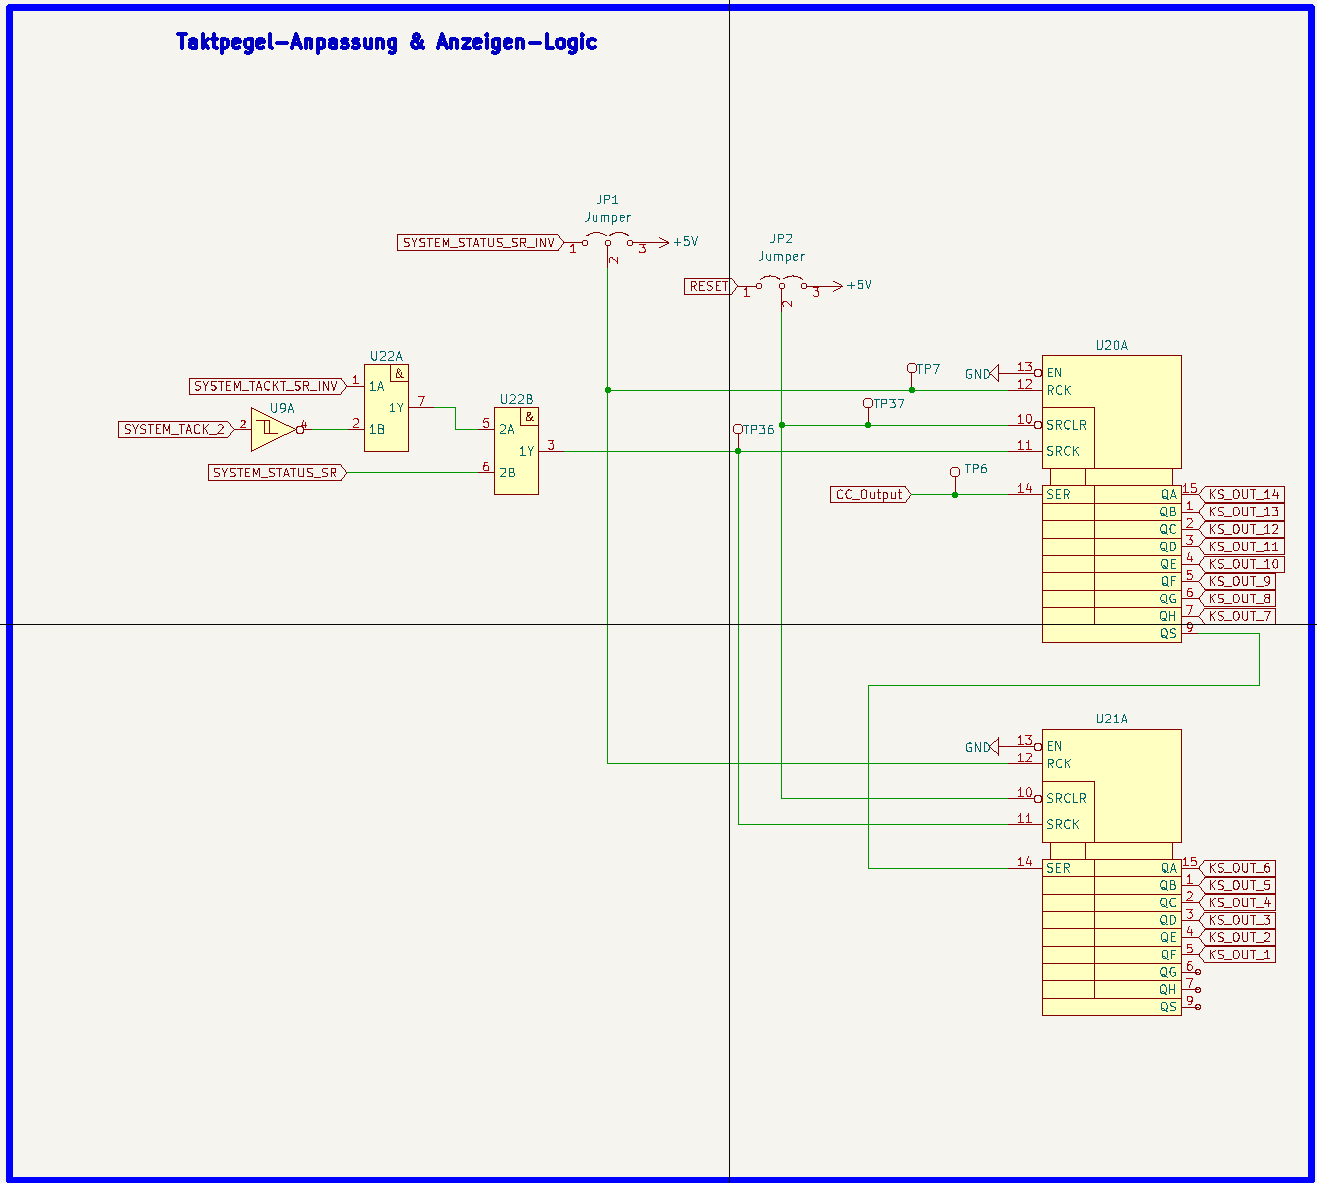 Taktpegel-Anpassung & Anzeigen-Logic
JP1
Jumper
SYSTEM_STATUS_SR_INV
1
2
3
+5V
JP2
Jumper
RESET
1
2
3
+5V
U22A
&
SYSTEM_TACKT_SR_INV
1
1A
1Y
7
U9A
SYSTEM_TACK_2
2
4
2
1B
U22B
&
5
2A
1Y
3
SYSTEM_STATUS_SR
6
2B
TP7
TP37
TP36
TP6
CC_Output
U20A
GND
13
EN
12
RCK
10
SRCLR
11
SRCK
14
SER
QA
15
KS_OUT_14
QB
1
KS_OUT_13
QC
2
KS_OUT_12
QD
3
KS_OUT_11
QE
4
KS_OUT_10
QF
5
KS_OUT_9
QG
6
KS_OUT_8
QH
7
KS_OUT_7
QS
9
U21A
GND
13
EN
12
RCK
10
SRCLR
11
SRCK
14
SER
QA
15
KS_OUT_6
QB
1
KS_OUT_5
QC
2
KS_OUT_4
QD
3
KS_OUT_3
QE
4
KS_OUT_2
QF
5
KS_OUT_1
QG
6
QH
7
QS
9